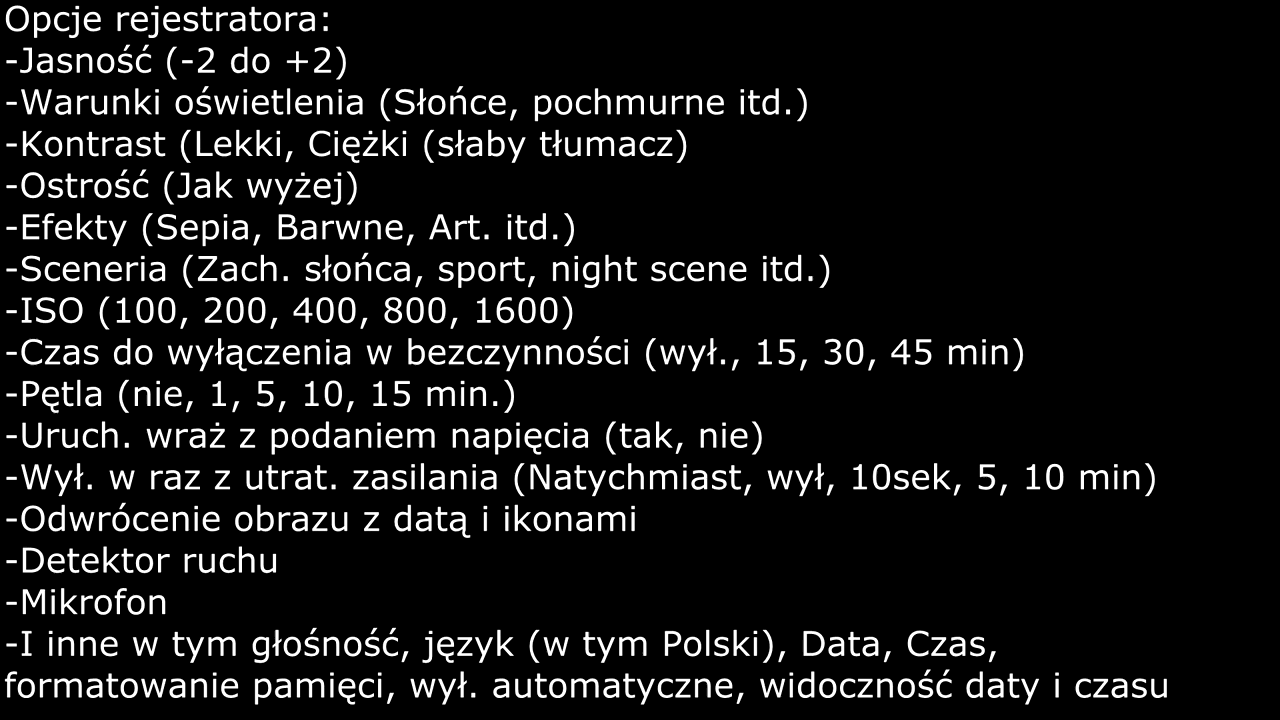 Opcje rejestratora:
-Jasność (-2 do +2)
-Warunki oświetlenia (Słońce, pochmurne itd.)
-Kontrast (Lekki, Ciężki (słaby tłumacz)
-Ostrość (Jak wyżej)
-Efekty (Sepia, Barwne, Art. itd.)
-Sceneria (Zach. słońca, sport, night scene itd.)
-ISO (100, 200, 400, 800, 1600)
-Czas do wyłączenia w bezczynności (wył., 15, 30, 45 min)
-Pętla (nie, 1, 5, 10, 15 min.)
-Uruch. wraż z podaniem napięcia (tak, nie)
-Wył. w raz z utrat. zasilania (Natychmiast, wył, 10sek, 5, 10 min)
-Odwrócenie obrazu z datą i ikonami
-Detektor ruchu
-Mikrofon
-I inne w tym głośność, język (w tym Polski), Data, Czas,
formatowanie pamięci, wył. automatyczne, widoczność daty i czasu